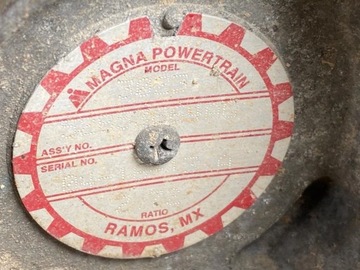 MAGNA POWERTRAIN
MODEL
ASS'Y NO.
SERIAL NO.
RATIO
RAMOS, MX